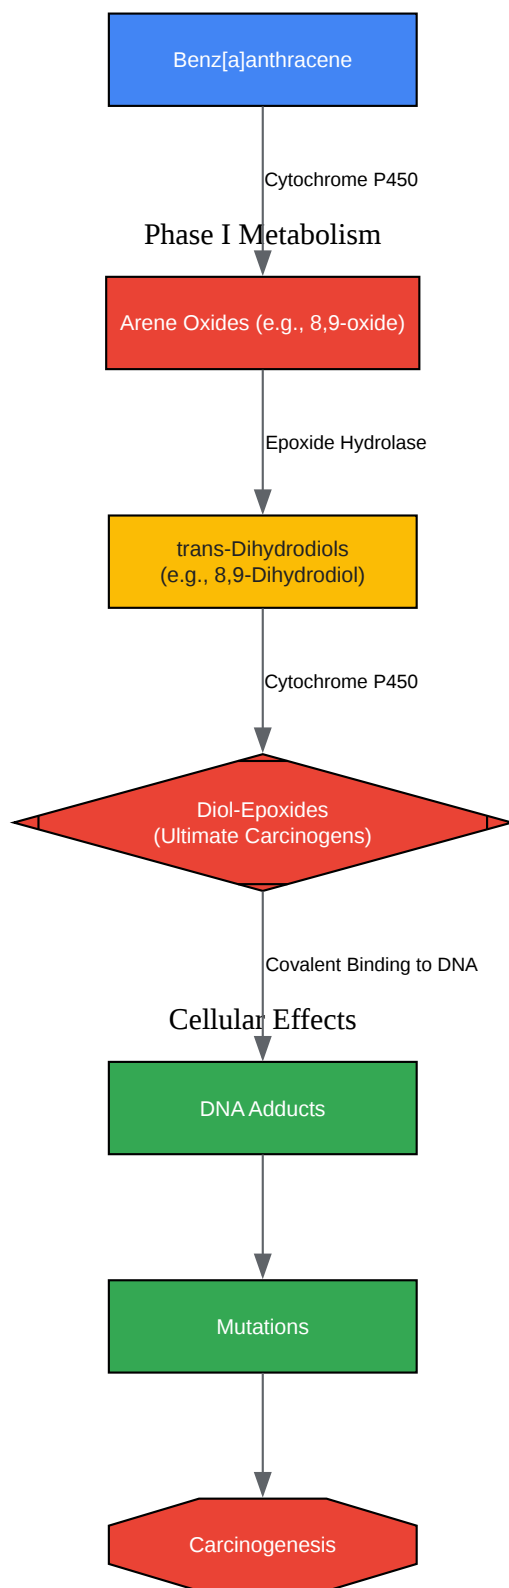 Benz[a]anthracene
Cytochrome P450
Phase I Metabolism
Arene Oxides (e.g., 8,9-oxide)
Epoxide Hydrolase
trans-Dihydrodiols
(e.g., 8,9-Dihydrodiol)
Cytochrome P450
Diol-Epoxides
(Ultimate Carcinogens)
Covalent Binding to DNA
Cellular Effects
DNA Adducts
Mutations
Carcinogenesis